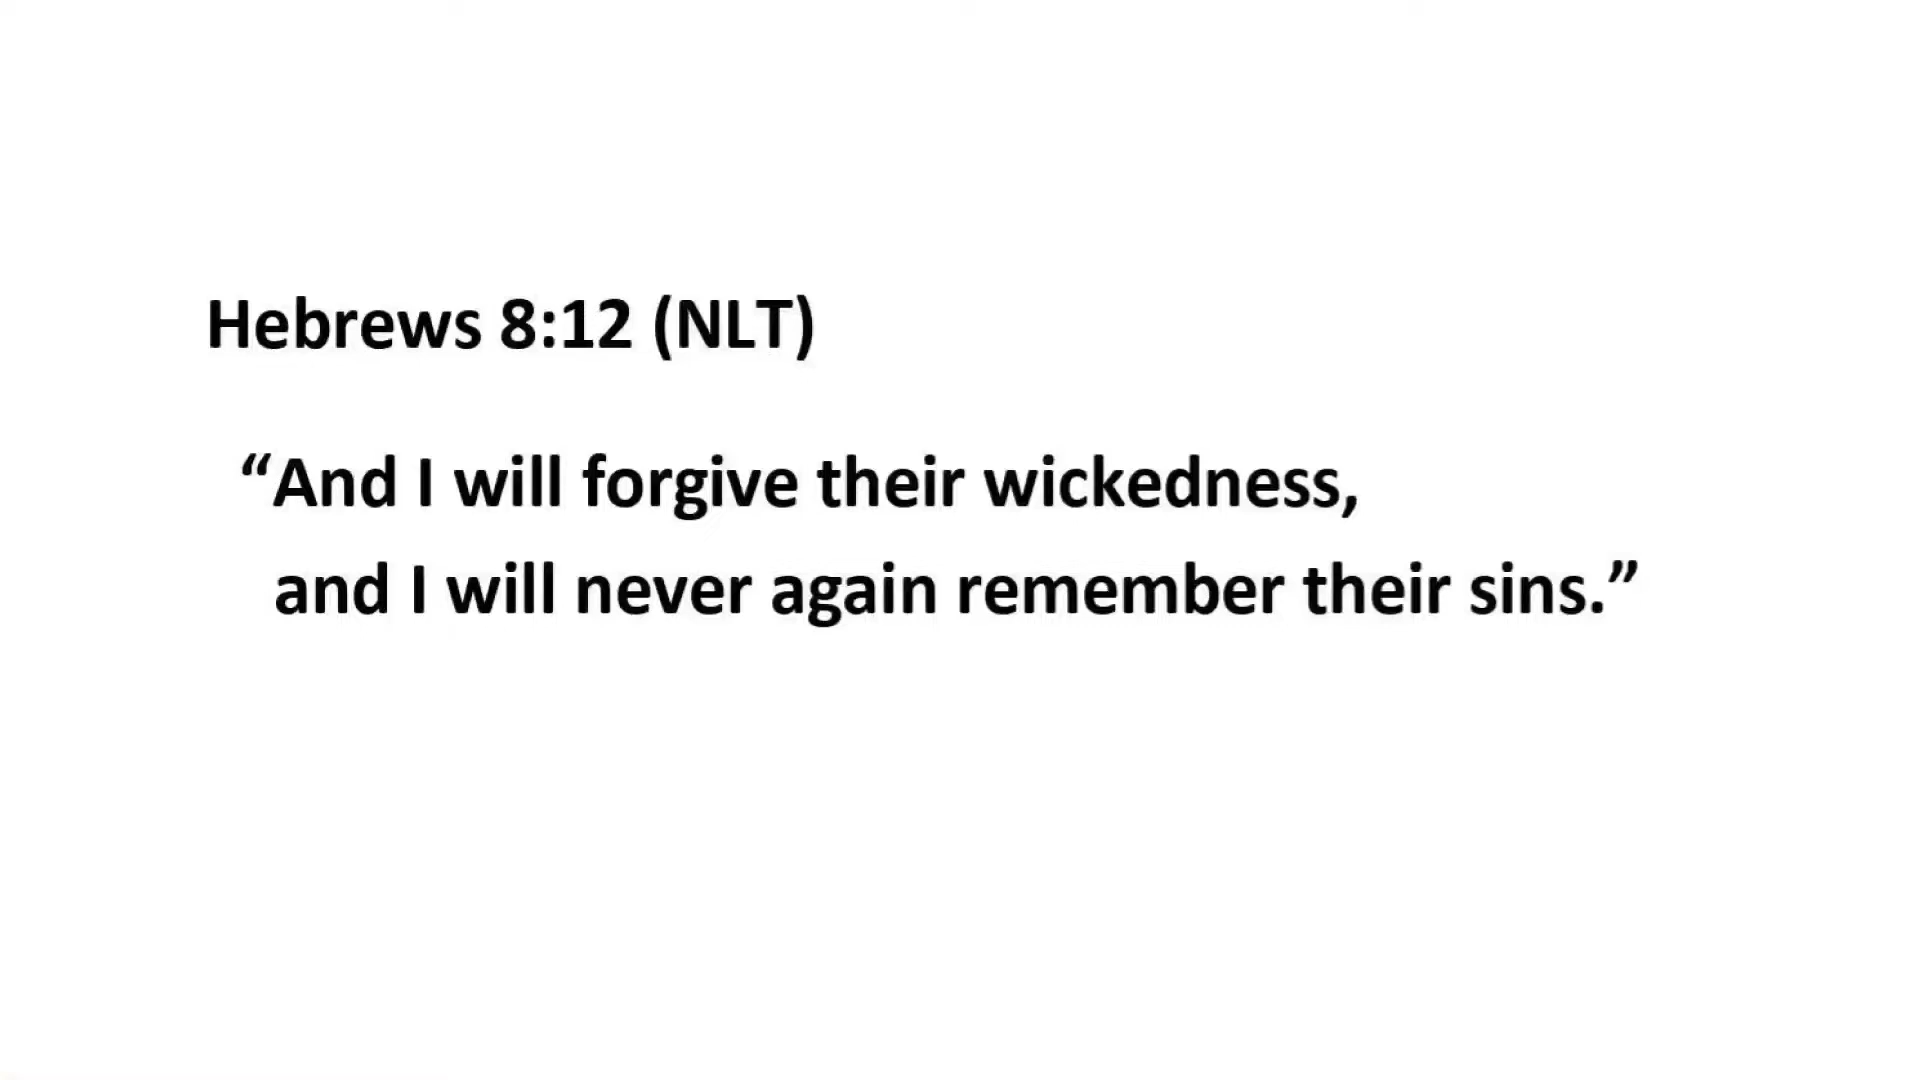 Hebrews 8:12 (NLT)
“And I will forgive their wickedness,
and I will never again remember their sins.”